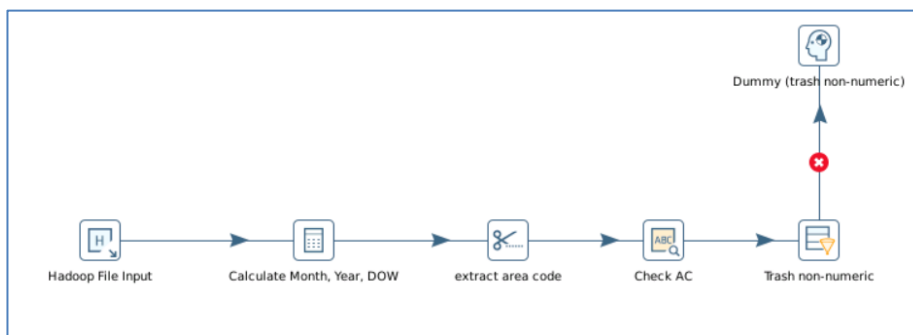 Dummy (trash non-numeric)
H
ABC
Hadoop File Input
Calculate Month, Year, DOW
extract area code
Check AC
Trash non-numeric